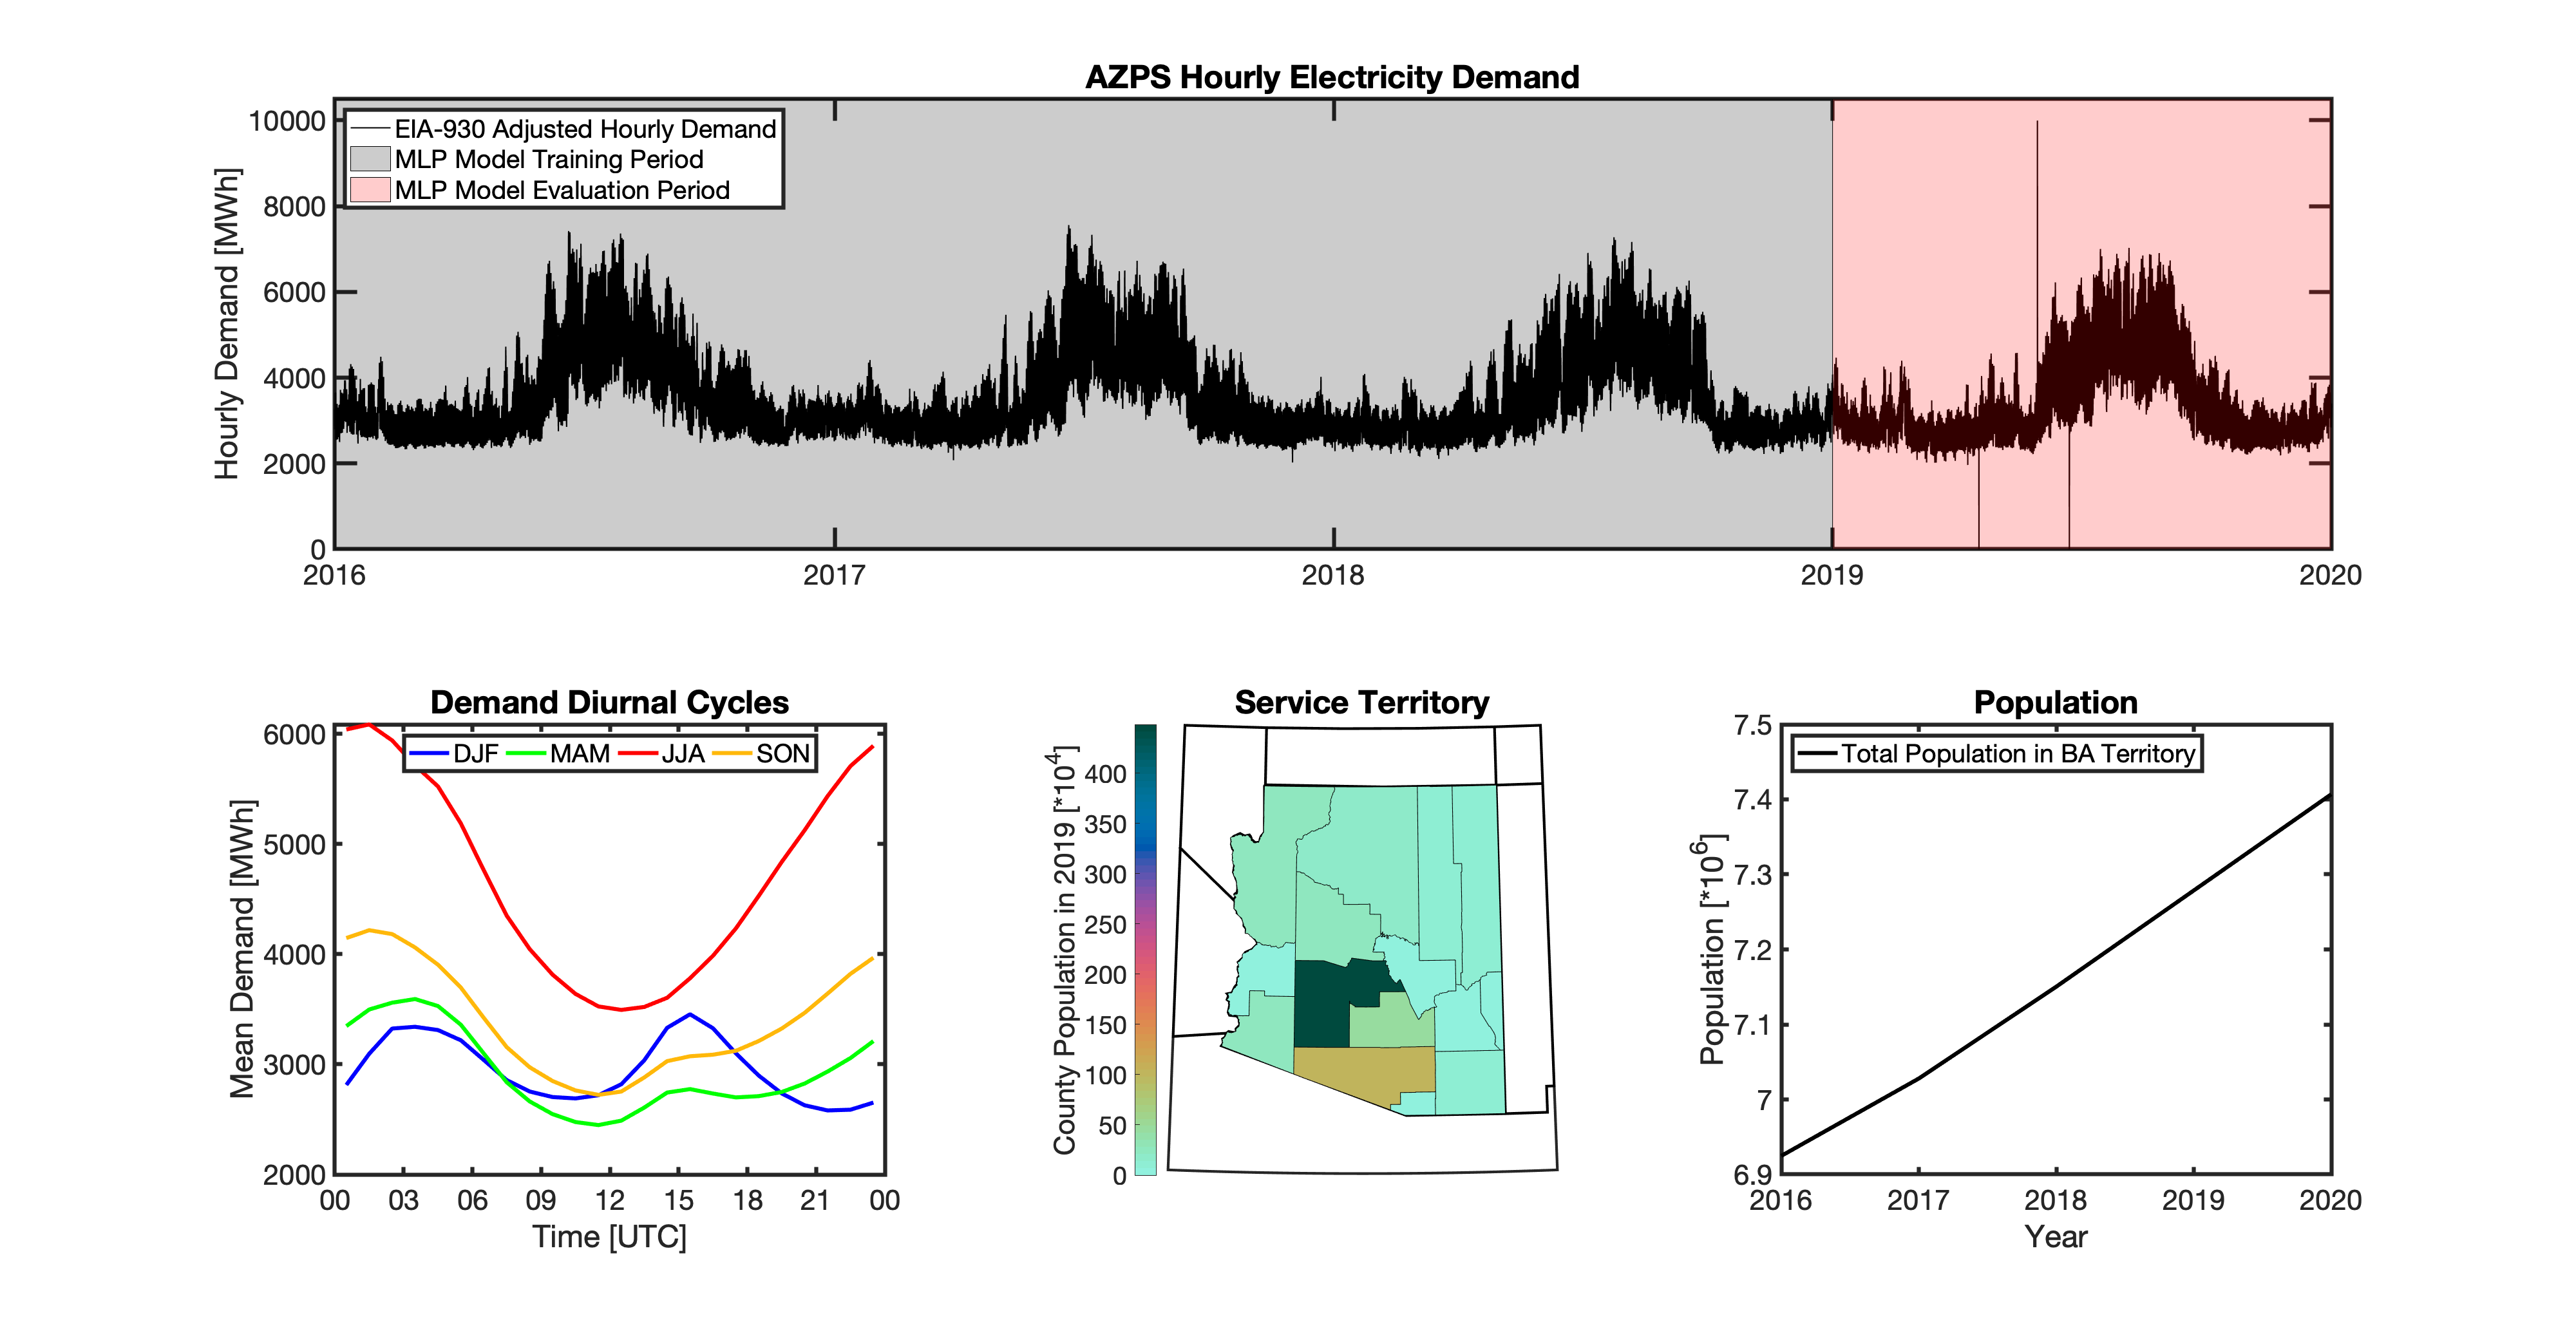 AZPS Hourly Electricity Demand
Hourly Demand [MWh]
10000
8000
6000
4000
2000
0
EIA-930 Adjusted Hourly Demand
MLP Model Training Period
MLP Model Evaluation Period
2016 2017 2018 2019 2020
Demand Diurnal Cycles
Mean Demand [MWh]
6000
5000
4000
3000
2000
DJF MAM JJA SON
00 03 06 09 12 15 18 21 00
Time [UTC]
Service Territory
County Population in 2019 [*10^4]
400
350
300
250
200
150
100
50
0
Population
Population [*10^6]
7.5
7.4
7.3
7.2
7.1
7
6.9
Total Population in BA Territory
2016 2017 2018 2019 2020
Year